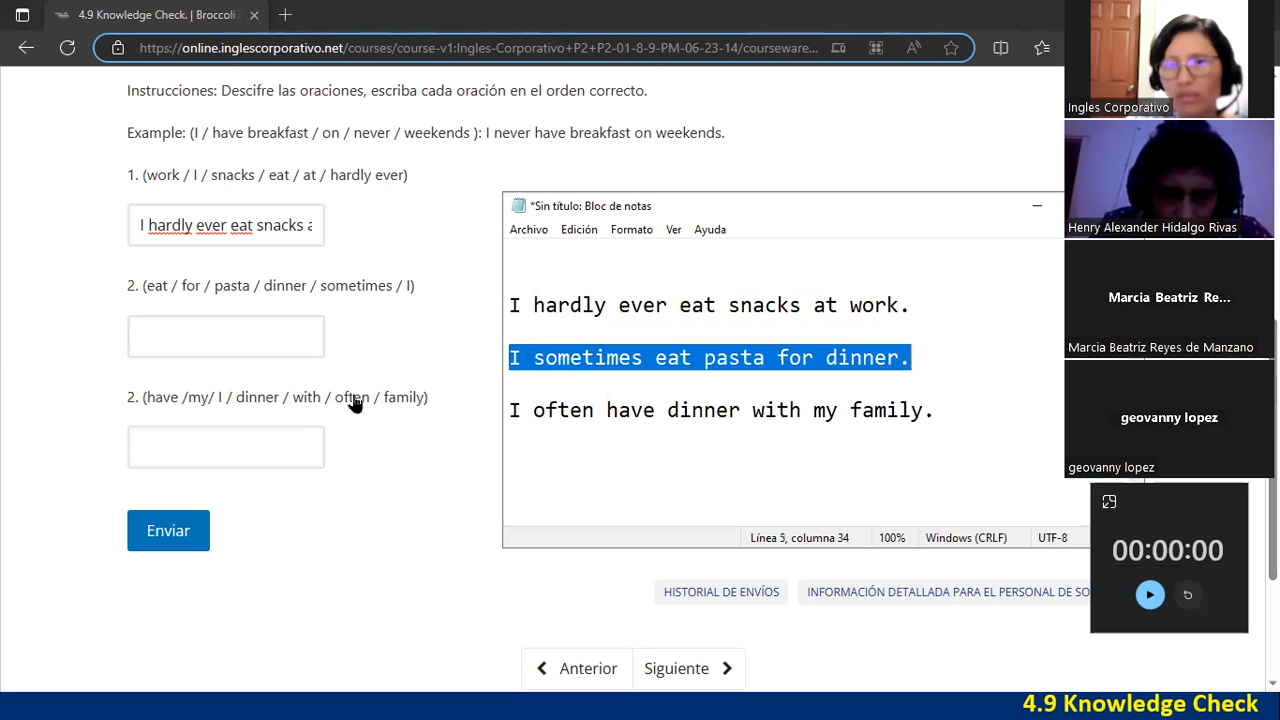 4.9 Knowledge Check. | Broccoli
https://online.inglescorporativo.net/courses/course-v1:Ingles-Corporativo+P2+P2-01-8-9-PM-06-23-14/courseware...
Instrucciones: Descifre las oraciones, escriba cada oración en el orden correcto.
Example: (I / have breakfast / on / never / weekends ): I never have breakfast on weekends.
1. (work / I / snacks / eat / at / hardly ever)
I hardly ever eat snacks a
2. (eat / for / pasta / dinner / sometimes / I)
2. (have /my/ I / dinner / with / often / family)
Enviar
*Sin título: Bloc de notas
Archivo Edición Formato Ver Ayuda
I hardly ever eat snacks at work.
I sometimes eat pasta for dinner.
I often have dinner with my family.
Línea 5, columna 34 100% Windows (CRLF) UTF-8
HISTORIAL DE ENVÍOS
INFORMACIÓN DETALLADA PARA EL PERSONAL DE SO
Anterior
Siguiente
Ingles Corporativo
Henry Alexander Hidalgo Rivas
Marcia Beatriz Re...
Marcia Beatriz Reyes de Manzano
geovanny lopez
geovanny lopez
00:00:00
4.9 Knowledge Check